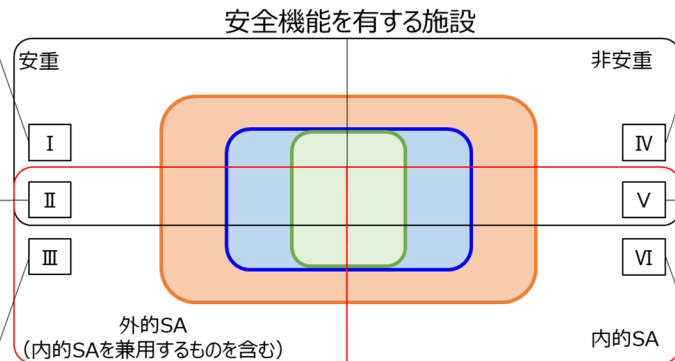 安全機能を有する施設
安重
非安重
Ⅰ
Ⅳ
Ⅱ
Ⅴ
Ⅲ
Ⅵ
外的SA
(内的SAを兼用するものを含む)
内的SA